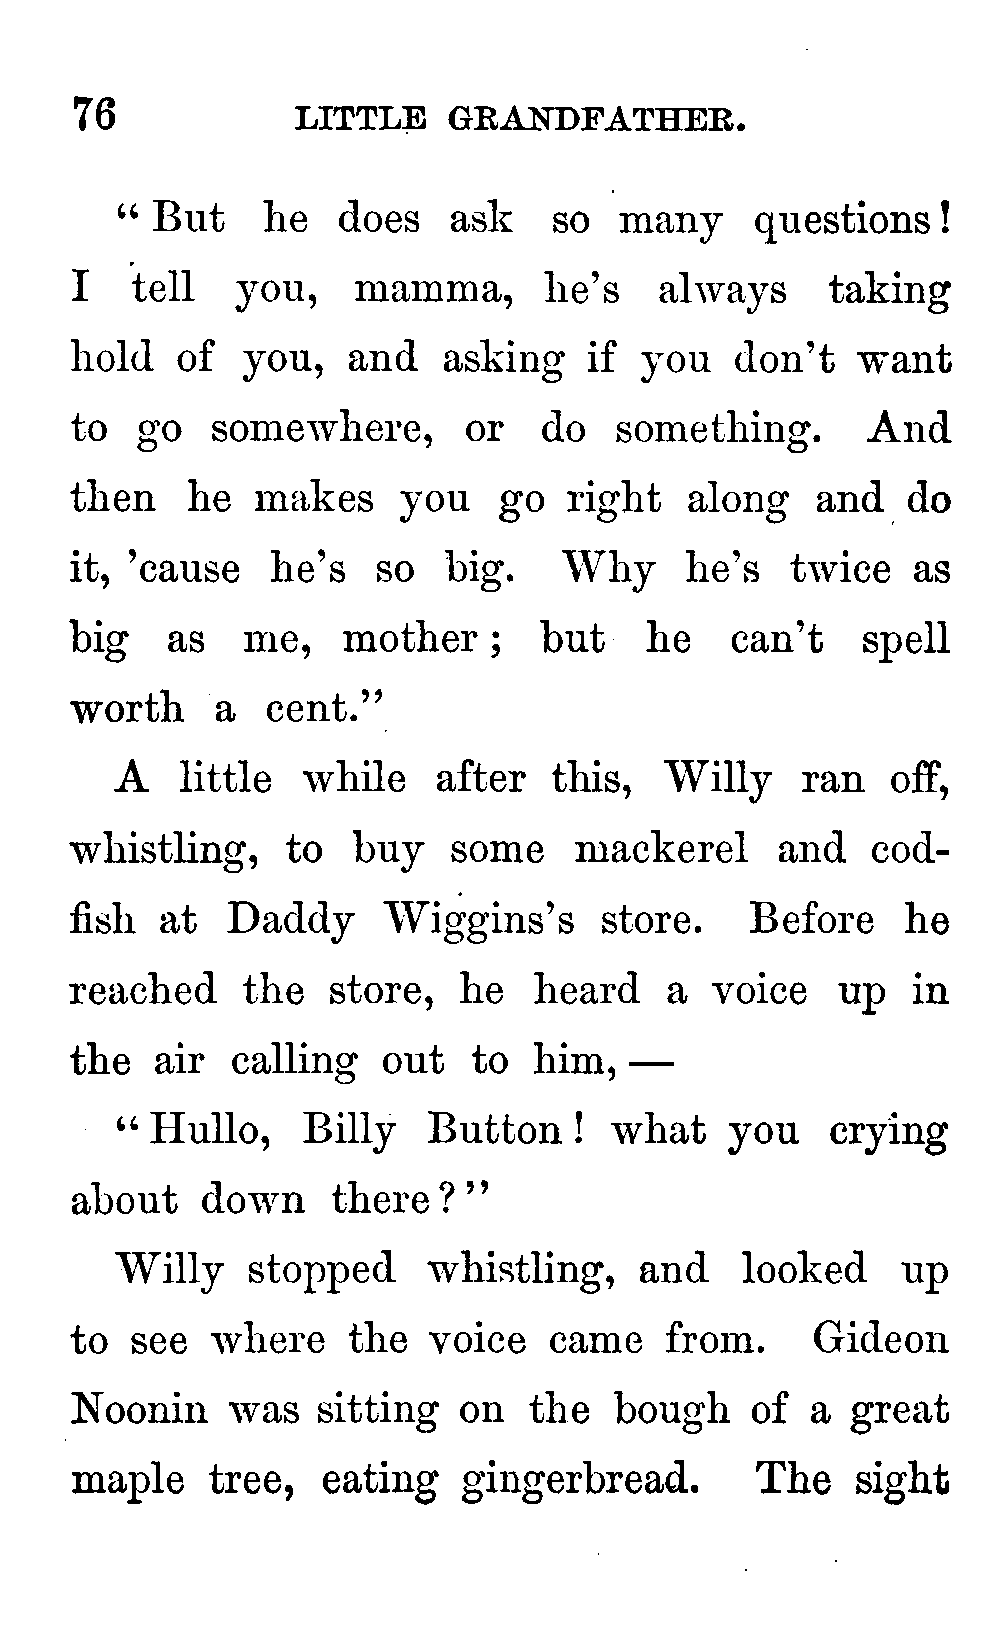 76 LITTLE GRANDFATHER.
“But he does ask so many questions!
I tell you, mamma, he’s always taking
hold of you, and asking if you don’t want
to go somewhere, or do something. And
then he makes you go right along and do
it, ’cause he’s so big. Why he’s twice as
big as me, mother; but he can’t spell
worth a cent.”
A little while after this, Willy ran off,
whistling, to buy some mackerel and cod-
fish at Daddy Wiggins’s store. Before he
reached the store, he heard a voice up in
the air calling out to him,—
“Hullo, Billy Button! what you crying
about down there?”
Willy stopped whistling, and looked up
to see where the voice came from. Gideon
Noonin was sitting on the bough of a great
maple tree, eating gingerbread. The sight